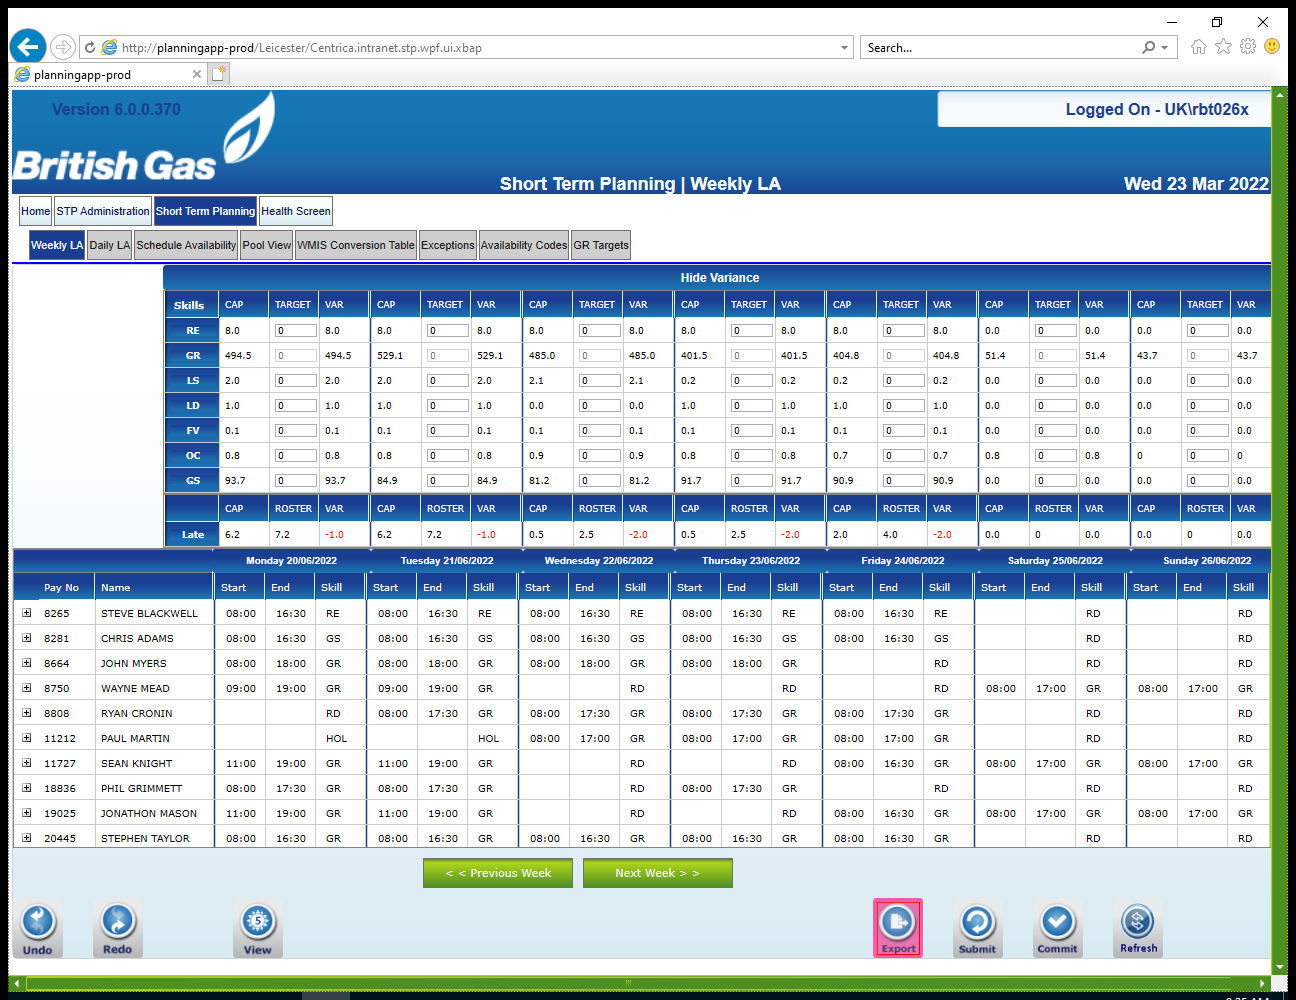 http://planningapp-prod/Leicester/Centrica.intranet.stp.wpf.ui.xbap Search...
planningapp-prod
Version 6.0.0.370 Logged On - UK\rbt026x
British Gas
Short Term Planning | Weekly LA Wed 23 Mar 2022
Home STP Administration Short Term Planning Health Screen
Weekly LA Daily LA Schedule Availability Pool View WMIS Conversion Table Exceptions Availability Codes GR Targets
Hide Variance
Skills CAP TARGET VAR CAP TARGET VAR CAP TARGET VAR CAP TARGET VAR CAP TARGET VAR CAP TARGET VAR CAP TARGET VAR
RE 8.0 0 8.0 8.0 0 8.0 8.0 0 8.0 8.0 0 8.0 8.0 0 8.0 0.0 0 0.0 0.0 0 0.0
GR 494.5 0 494.5 529.1 0 529.1 485.0 0 485.0 401.5 0 401.5 404.8 0 404.8 51.4 0 51.4 43.7 0 43.7
LS 2.0 0 2.0 2.0 0 2.0 2.1 0 2.1 0.2 0 0.2 0.2 0 0.2 0.0 0 0.0 0.0 0 0.0
LD 1.0 0 1.0 1.0 0 1.0 0.0 0 0.0 1.0 0 1.0 1.0 0 1.0 0.0 0 0.0 0.0 0 0.0
FV 0.1 0 0.1 0.1 0 0.1 0.1 0 0.1 0.1 0 0.1 0.1 0 0.1 0.0 0 0.0 0.0 0 0.0
OC 0.8 0 0.8 0.8 0 0.8 0.9 0 0.9 0.8 0 0.8 0.7 0 0.7 0.8 0 0.8 0 0 0
GS 93.7 0 93.7 84.9 0 84.9 81.2 0 81.2 91.7 0 91.7 90.9 0 90.9 0.0 0 0.0 0.0 0 0.0
CAP ROSTER VAR CAP ROSTER VAR CAP ROSTER VAR CAP ROSTER VAR CAP ROSTER VAR CAP ROSTER VAR CAP ROSTER VAR
Late 6.2 7.2 -1.0 6.2 7.2 -1.0 0.5 2.5 -2.0 0.5 2.5 -2.0 2.0 4.0 -2.0 0.0 0 0.0 0.0 0 0.0
Monday 20/06/2022 Tuesday 21/06/2022 Wednesday 22/06/2022 Thursday 23/06/2022 Friday 24/06/2022 Saturday 25/06/2022 Sunday 26/06/2022
Pay No Name Start End Skill Start End Skill Start End Skill Start End Skill Start End Skill Start End Skill Start End Skill
8265 STEVE BLACKWELL 08:00 16:30 RE 08:00 16:30 RE 08:00 16:30 RE 08:00 16:30 RE 08:00 16:30 RE RD RD
8281 CHRIS ADAMS 08:00 16:30 GS 08:00 16:30 GS 08:00 16:30 GS 08:00 16:30 GS 08:00 16:30 GS RD RD
8664 JOHN MYERS 08:00 18:00 GR 08:00 18:00 GR 08:00 18:00 GR 08:00 18:00 GR RD RD RD
8750 WAYNE MEAD 09:00 19:00 GR 09:00 19:00 GR RD RD RD 08:00 17:00 GR 08:00 17:00 GR
8808 RYAN CRONIN RD 08:00 17:30 GR 08:00 17:30 GR 08:00 17:30 GR 08:00 17:30 GR RD RD
11212 PAUL MARTIN HOL HOL 08:00 17:00 GR 08:00 17:00 GR 08:00 17:00 GR RD RD
11727 SEAN KNIGHT 11:00 19:00 GR 11:00 19:00 GR RD RD 08:00 16:30 GR 08:00 17:00 GR 08:00 17:00 GR
18836 PHIL GRIMMETT 08:00 17:30 GR 08:00 17:30 GR RD 08:00 17:30 GR RD RD RD
19025 JONATHON MASON 11:00 19:00 GR 11:00 19:00 GR RD RD 08:00 16:30 GR 08:00 17:00 GR 08:00 17:00 GR
20445 STEPHEN TAYLOR 08:00 16:30 GR 08:00 16:30 GR 08:00 16:30 GR 08:00 16:30 GR 08:00 16:30 GR RD RD
< < Previous Week Next Week > >
5
Undo Redo View Export Submit Commit Refresh